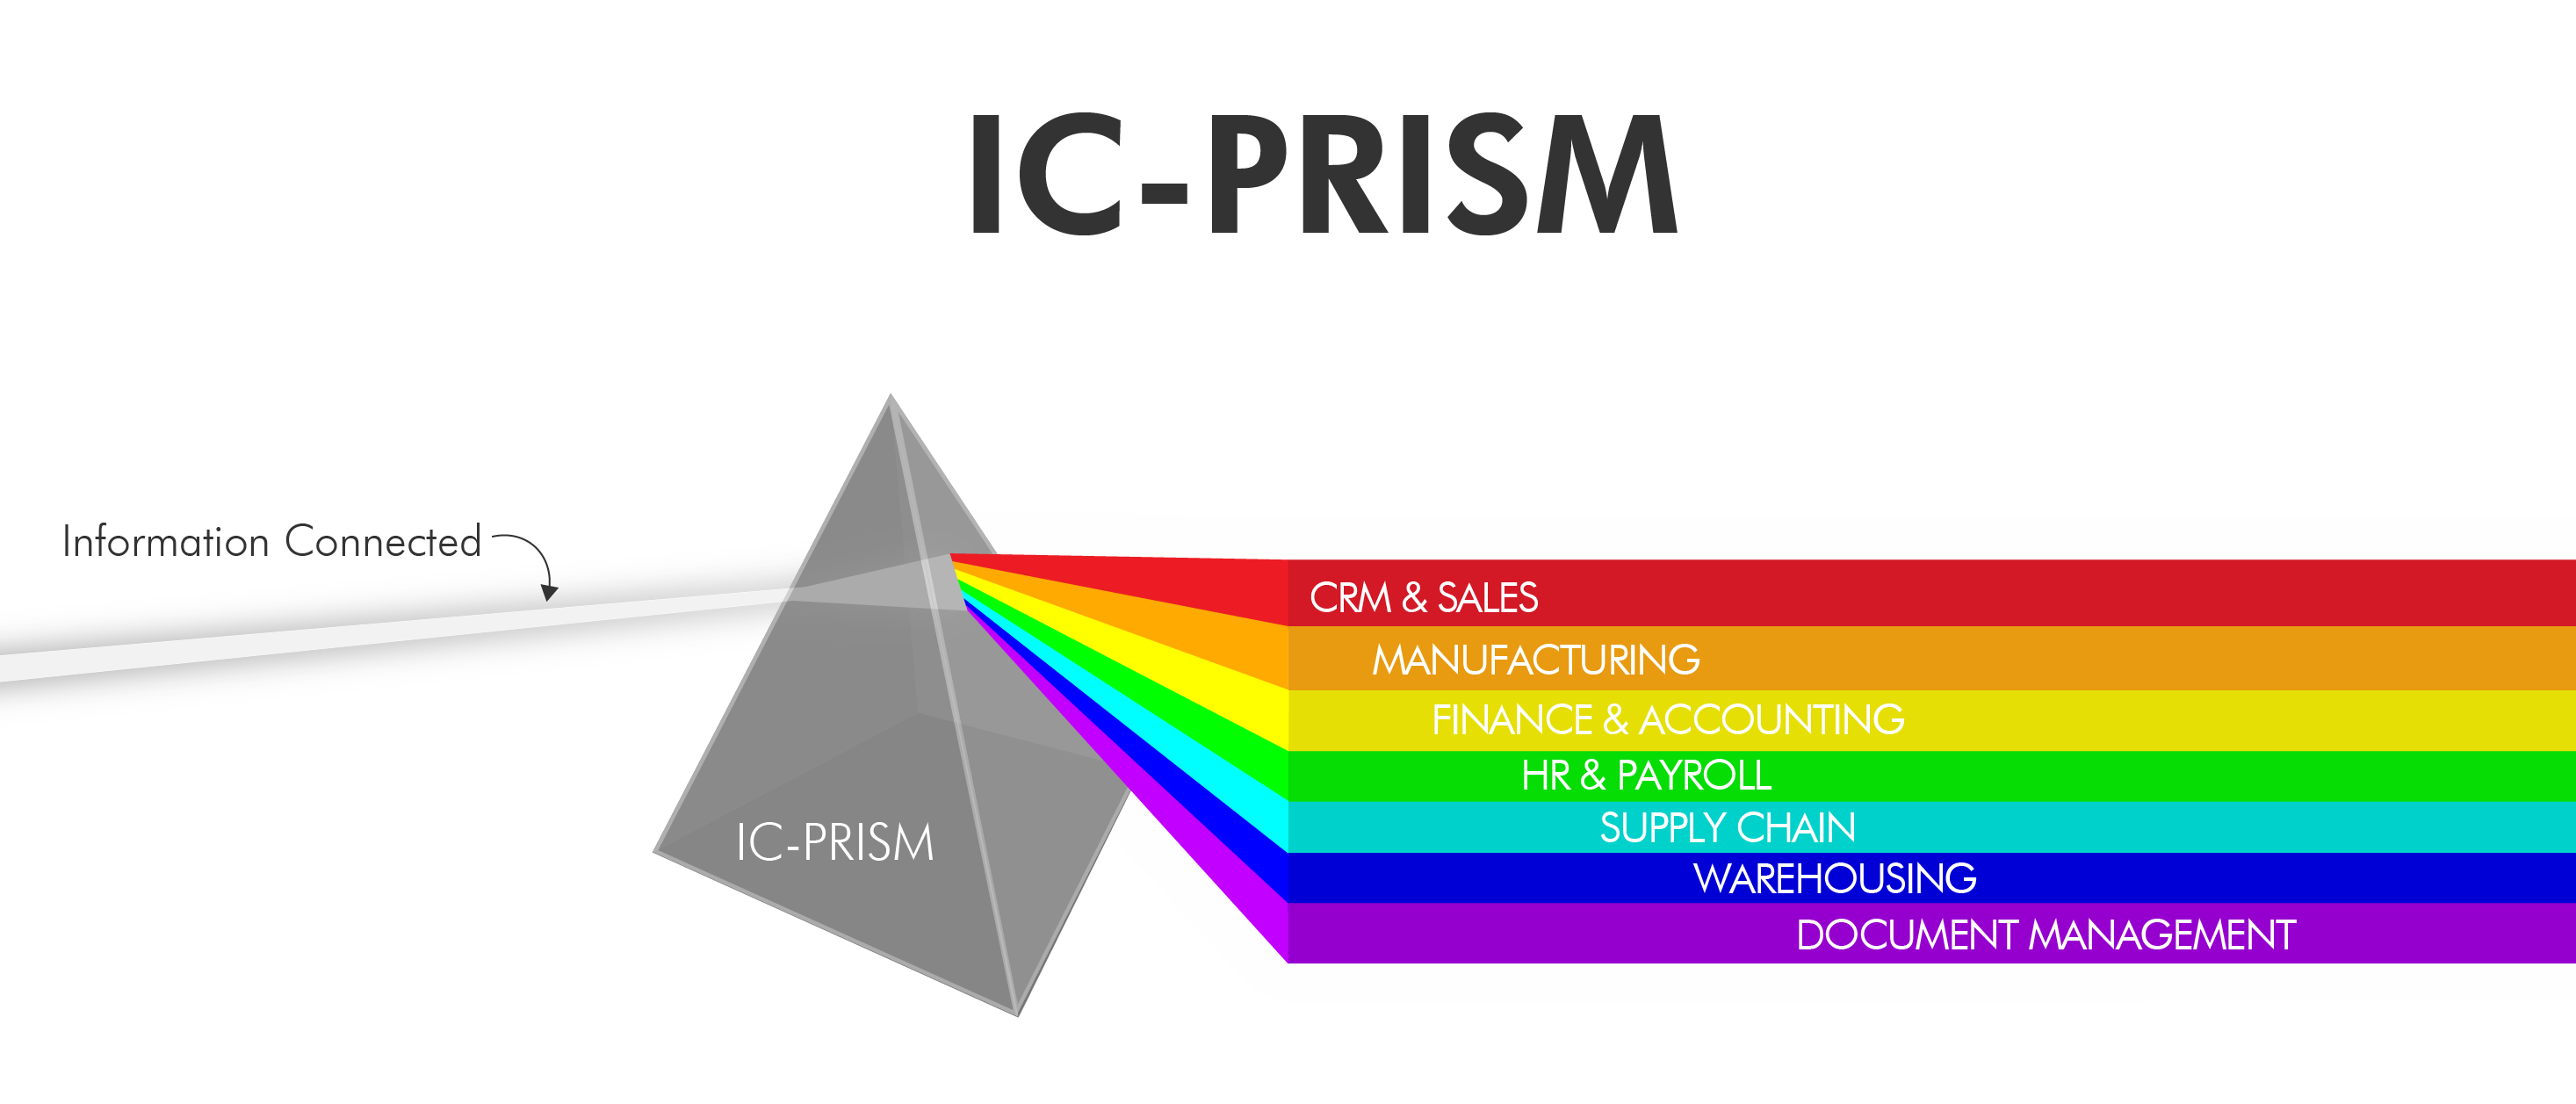 IC-PRISM
Information Connected
IC-PRISM
CRM & SALES
MANUFACTURING
FINANCE & ACCOUNTING
HR & PAYROLL
SUPPLY CHAIN
WAREHOUSING
DOCUMENT MANAGEMENT